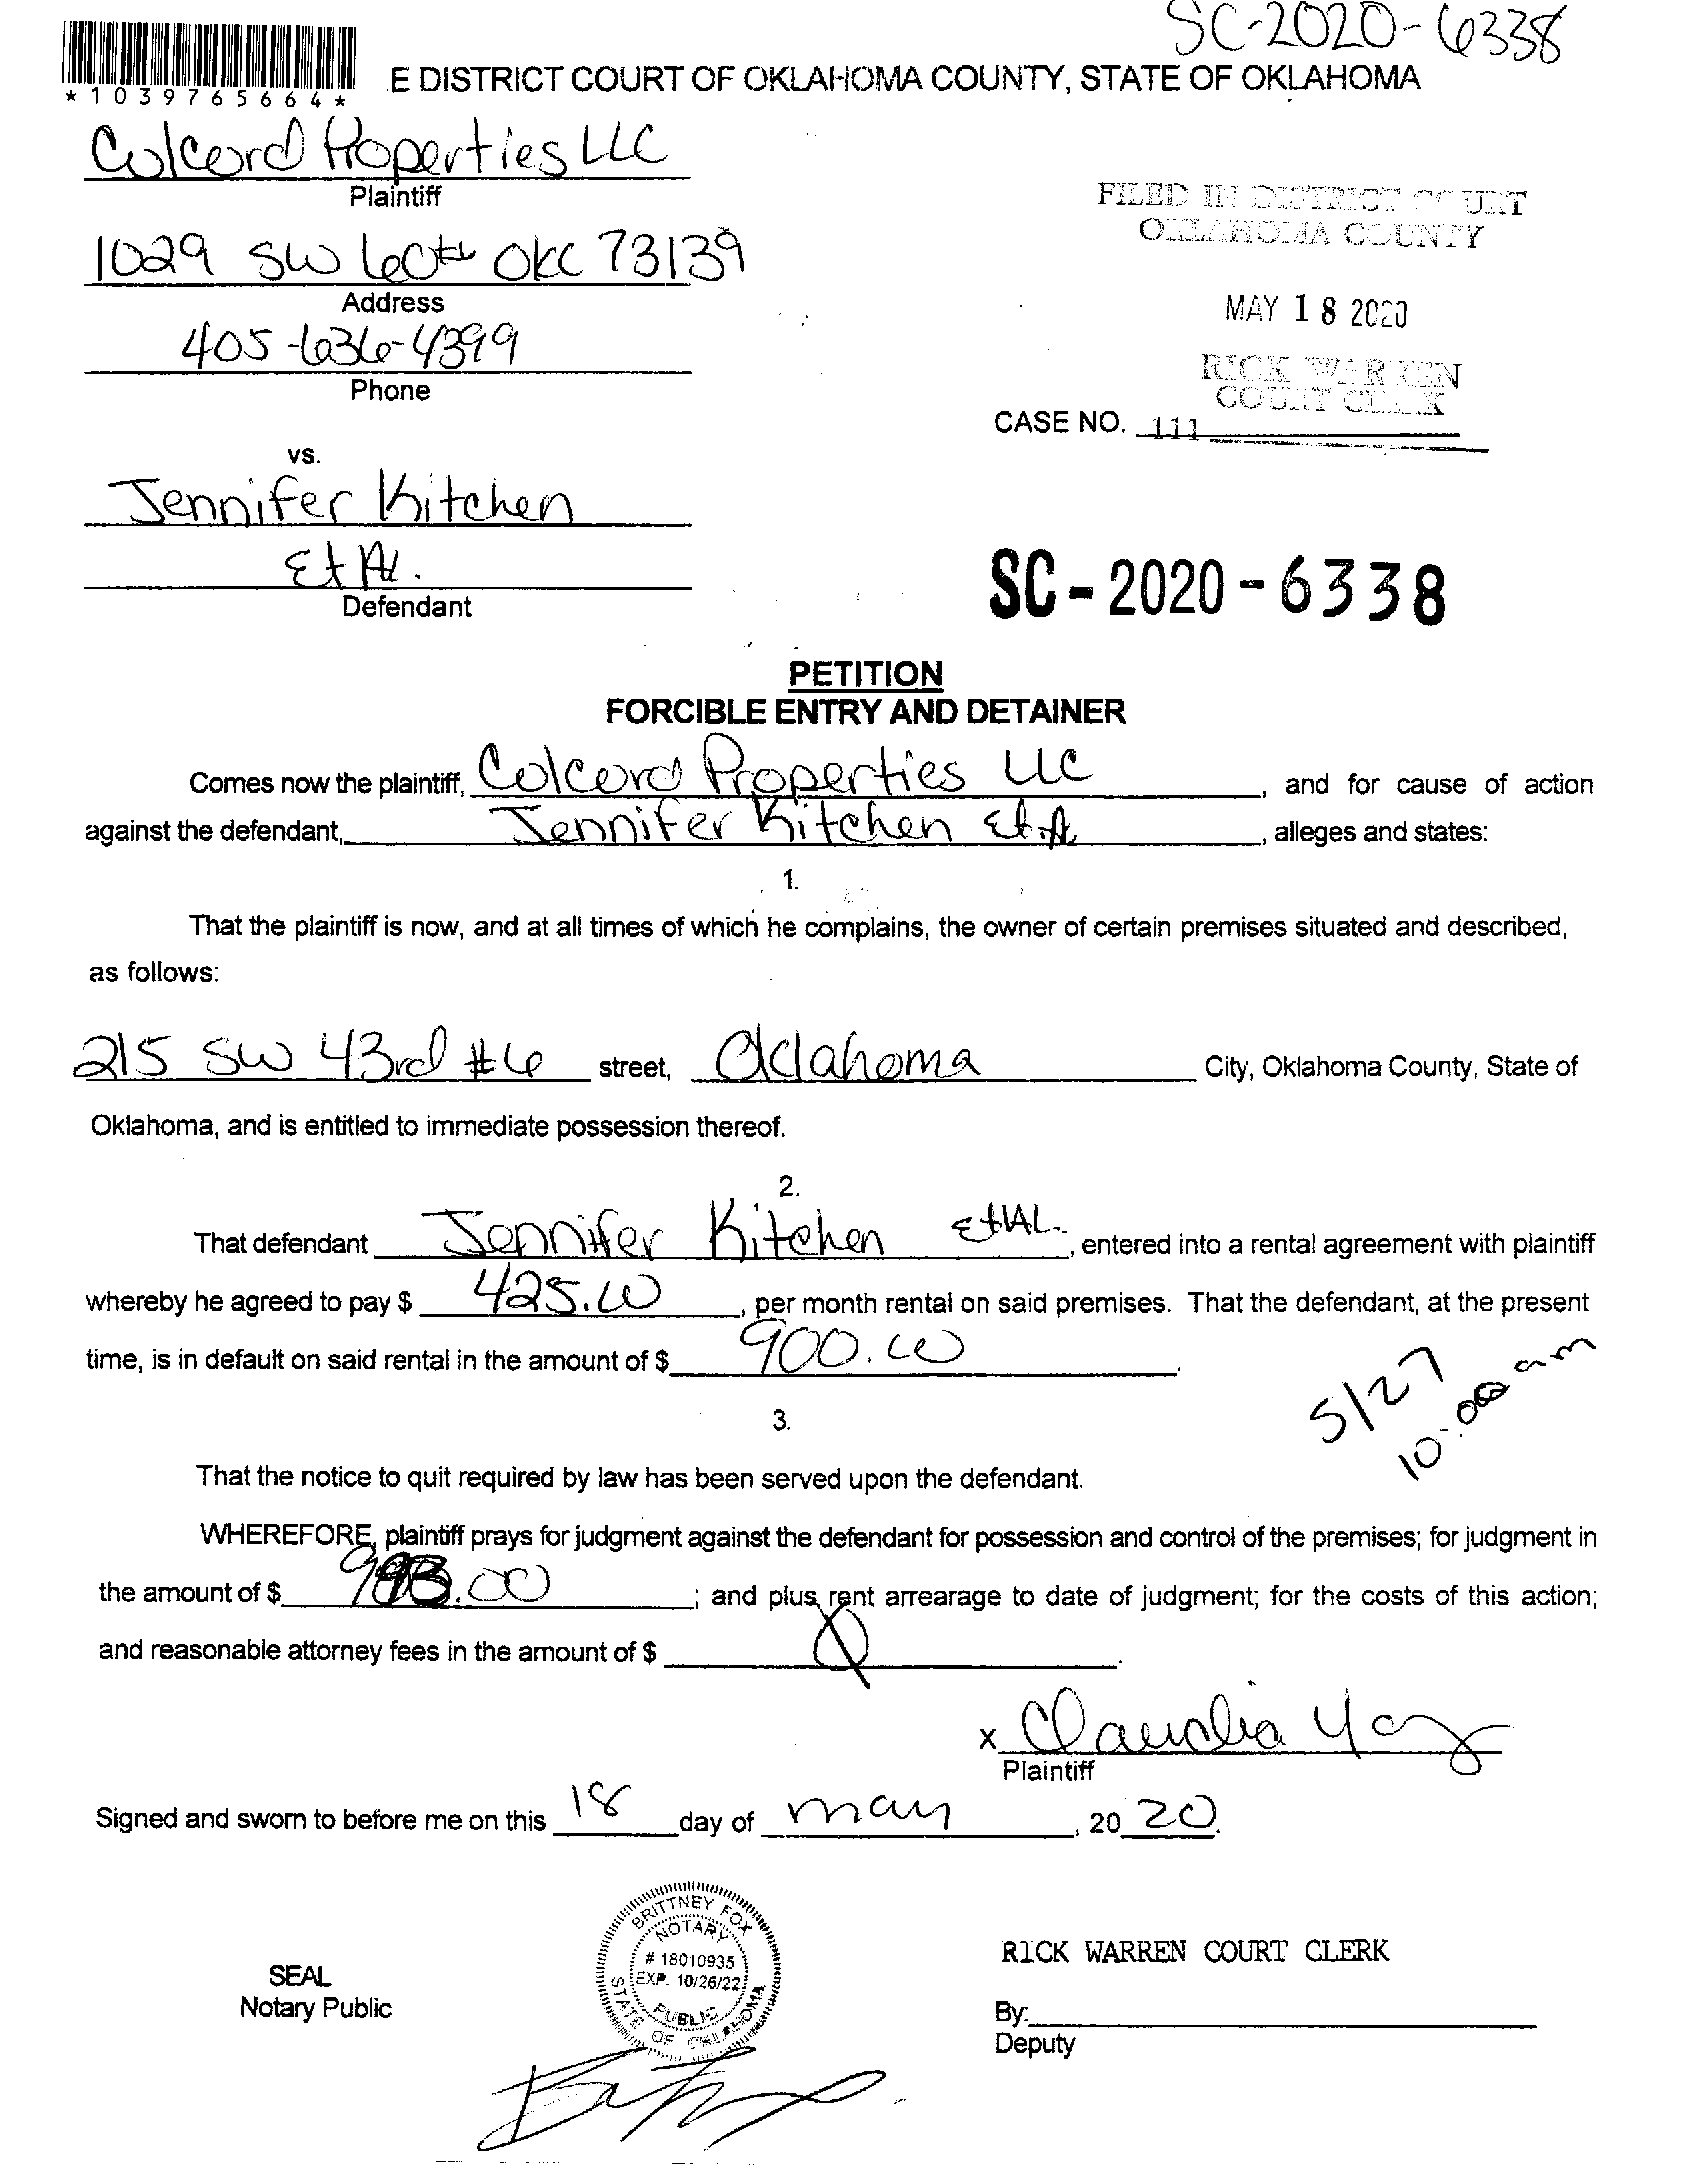 SC-2020-6338
*1039765664*
E DISTRICT COURT OF OKLAHOMA COUNTY, STATE OF OKLAHOMA
Colcord Properties LLC
Plaintiff
FILED IN DISTRICT COURT
OKLAHOMA COUNTY
1029 SW 60th OKC 73139
Address
MAY 18 2020
405-636-4399
Phone
RICK WARREN
COURT CLERK
CASE NO. 111
vs.
Jennifer Kitchen
Et Al.
Defendant
SC-2020-6338
PETITION
FORCIBLE ENTRY AND DETAINER
Comes now the plaintiff, Colcord Properties LLC, and for cause of action
against the defendant, Jennifer Kitchen Et Al, alleges and states:
1.
That the plaintiff is now, and at all times of which he complains, the owner of certain premises situated and described,
as follows:
215 SW 43rd #6 street, Oklahoma City, Oklahoma County, State of
Oklahoma, and is entitled to immediate possession thereof.
2.
That defendant Jennifer Kitchen Et AL., entered into a rental agreement with plaintiff
whereby he agreed to pay $ 425.00, per month rental on said premises. That the defendant, at the present
time, is in default on said rental in the amount of $ 900.00.
5/27
10:00 am
3.
That the notice to quit required by law has been served upon the defendant.
WHEREFORE, plaintiff prays for judgment against the defendant for possession and control of the premises; for judgment in
the amount of $ ; and plus, rent arrearage to date of judgment; for the costs of this action;
and reasonable attorney fees in the amount of $ 0.
x Claudia
Plaintiff
Signed and sworn to before me on this 18 day of may, 20 20.
BRITTNEY FOX
NOTARY
# 18010935
EXP. 10/26/22
PUBLIC
STATE OF OKLAHOMA
SEAL
Notary Public
RICK WARREN COURT CLERK
By:
Deputy